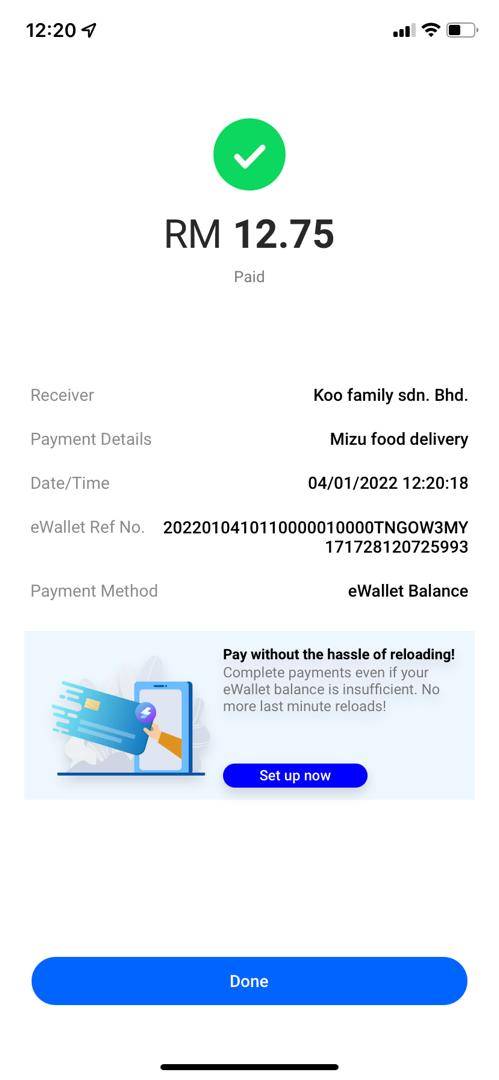 12:20
RM 12.75
Paid
Receiver Koo family sdn. Bhd.
Payment Details Mizu food delivery
Date/Time 04/01/2022 12:20:18
eWallet Ref No. 2022010410110000010000TNGOW3MY
171728120725993
Payment Method eWallet Balance
Pay without the hassle of reloading!
Complete payments even if your
eWallet balance is insufficient. No
more last minute reloads!
Set up now
Done